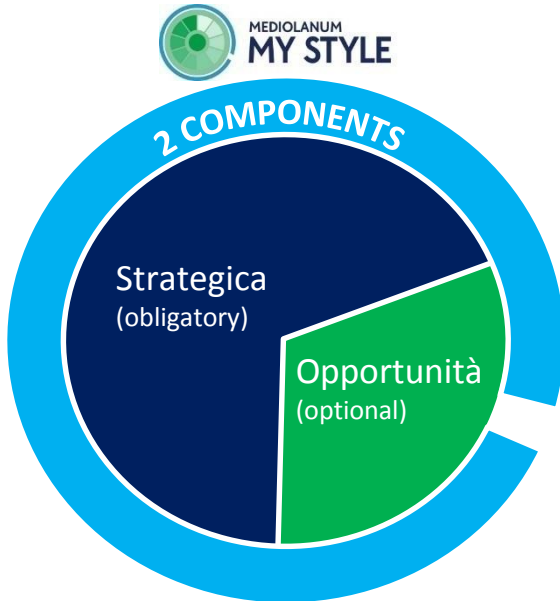 MEDIOLANUM
MY STYLE
2 COMPONENTS
Strategica
(obligatory)
Opportunità
(optional)